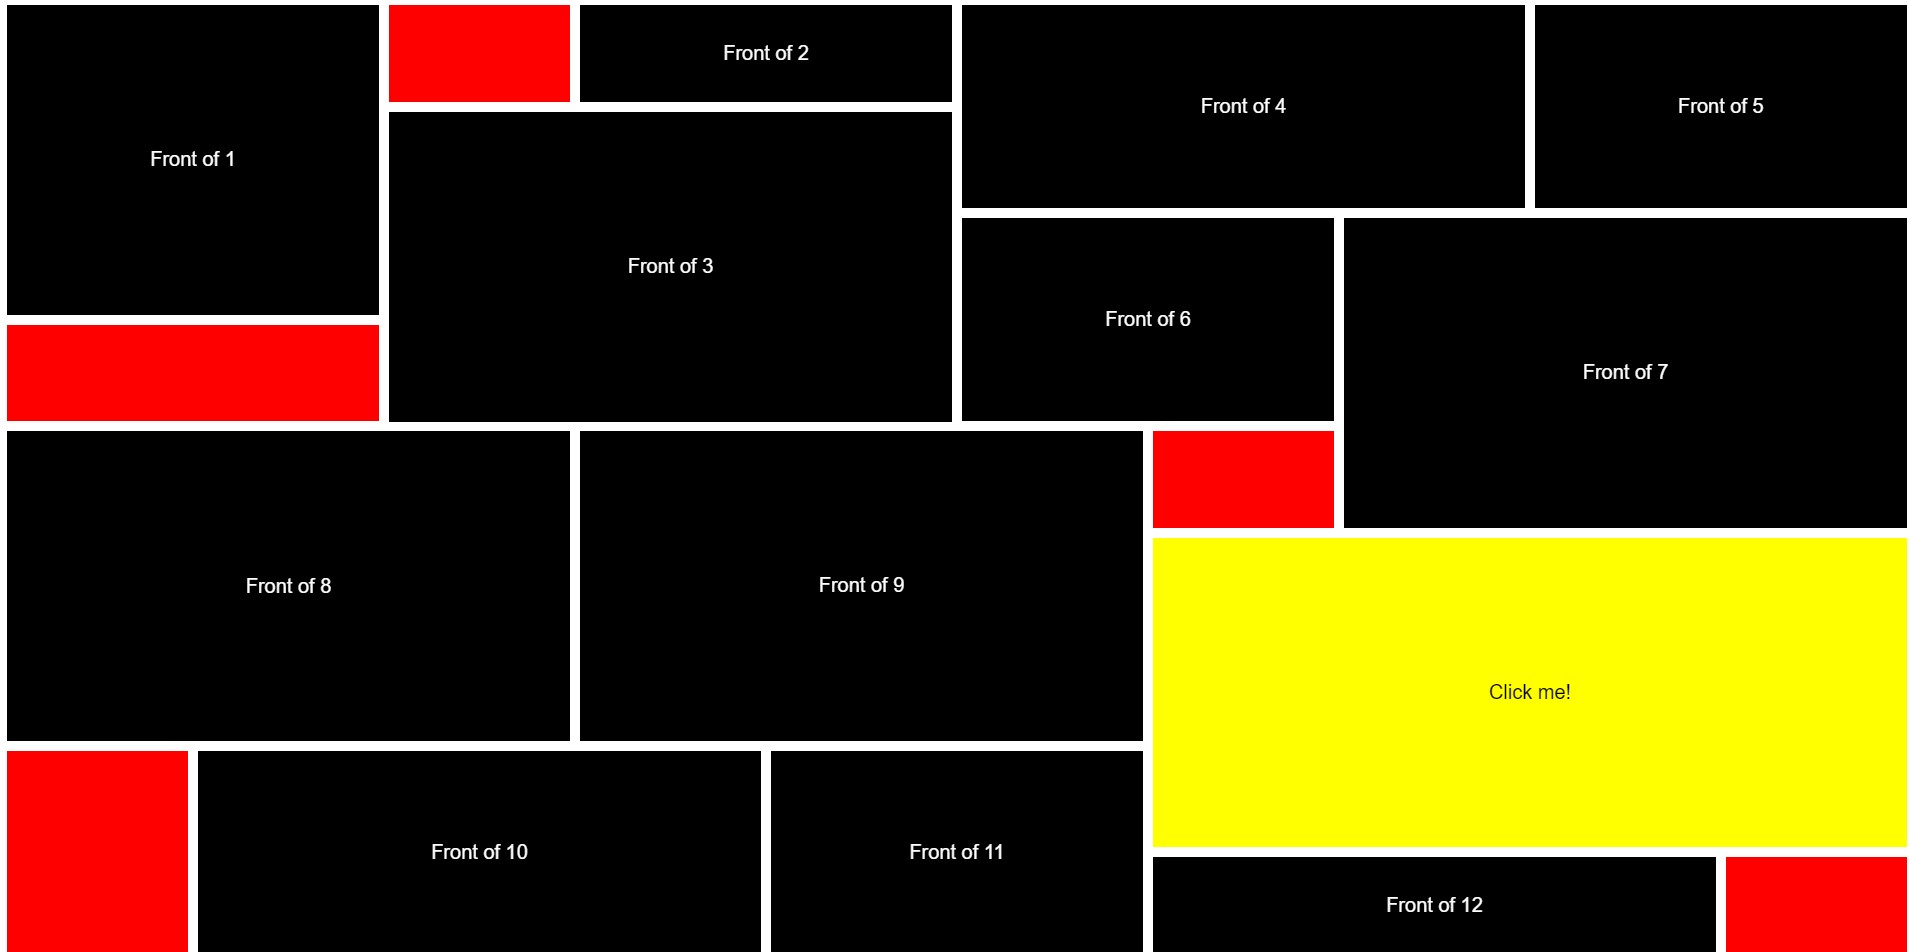 Front of 1
Front of 2
Front of 3
Front of 4
Front of 5
Front of 6
Front of 7
Front of 8
Front of 9
Click me!
Front of 10
Front of 11
Front of 12